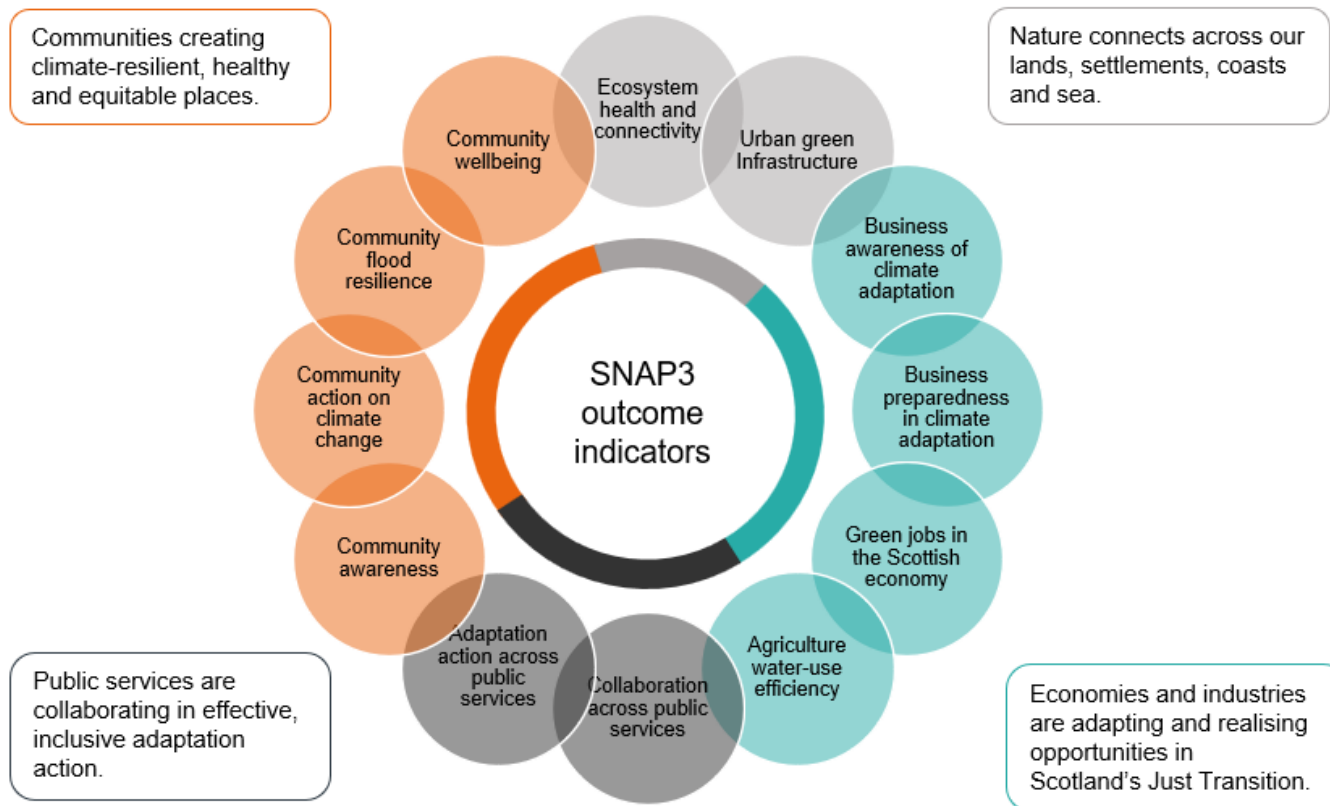 Communities creating
climate-resilient, healthy
and equitable places.
Nature connects across our
lands, settlements, coasts
and sea.
Ecosystem
health and
connectivity
Urban green
Infrastructure
Business
awareness of
climate
adaptation
Business
preparedness
in climate
adaptation
Green jobs in
the Scottish
economy
Agriculture
water-use
efficiency
Collaboration
across public
services
Adaptation
action across
public
services
Community
awareness
Community
action on
climate
change
Community
flood
resilience
Community
wellbeing
SNAP3
outcome
indicators
Public services are
collaborating in effective,
inclusive adaptation
action.
Economies and industries
are adapting and realising
opportunities in
Scotland’s Just Transition.